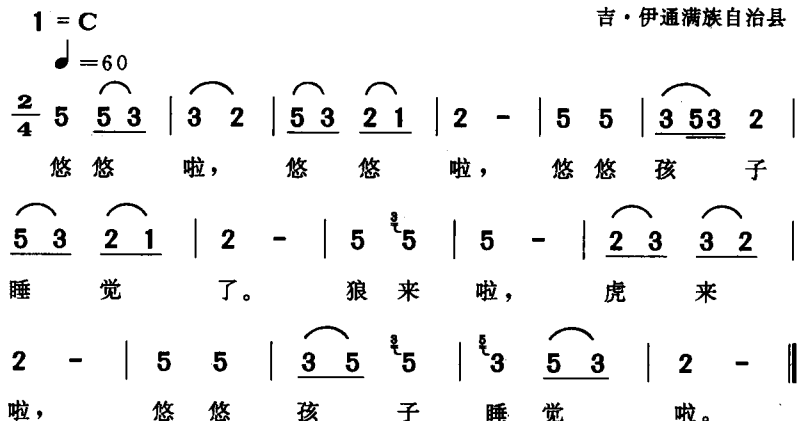 1 = C
吉·伊通满族自治县
♩=60
2/4 5 5 3 | 3 2 | 5 3 2 1 | 2 - | 5 5 | 3 5 3 2 |
悠 悠 啦， 悠 悠 啦， 悠 悠 孩 子
5 3 2 1 | 2 - | 5 3 5 | 5 - | 2 3 3 2 |
睡 觉 了。 狼 来 啦， 虎 来
2 - | 5 5 | 3 5 3 5 | 5 3 5 3 | 2 - ‖
啦， 悠 悠 孩 子 睡 觉 啦。